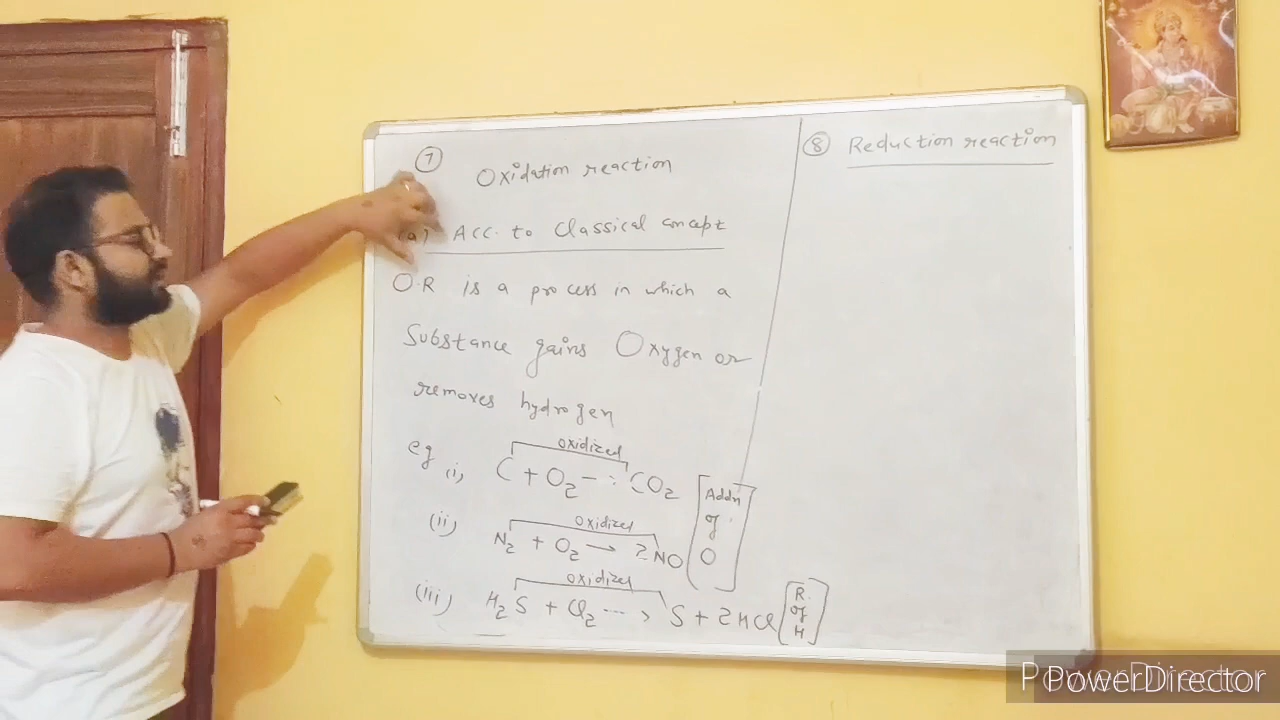 7
Oxidation reaction
(a) Acc. to Classical concept
O.R is a process in which a
Substance gains Oxygen or
removes hydrogen
oxidized
eg (i) C + O2 --: CO2 [Addn of O]
oxidized
(ii) N2 + O2 → 2NO
oxidized
(iii) H2S + Cl2 ---> S + 2HCl [R. of H]
8 Reduction reaction
PowerDirector